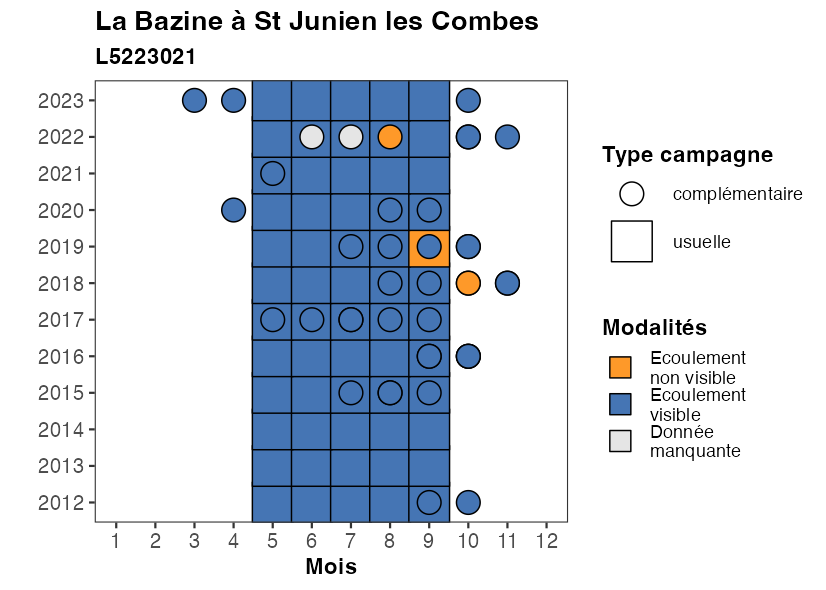 La Bazine à St Junien les Combes
L5223021
2023
2022
2021
2020
2019
2018
2017
2016
2015
2014
2013
2012
1 2 3 4 5 6 7 8 9 10 11 12
Mois
Type campagne
complémentaire
usuelle
Modalités
Ecoulement
non visible
Ecoulement
visible
Donnée
manquante